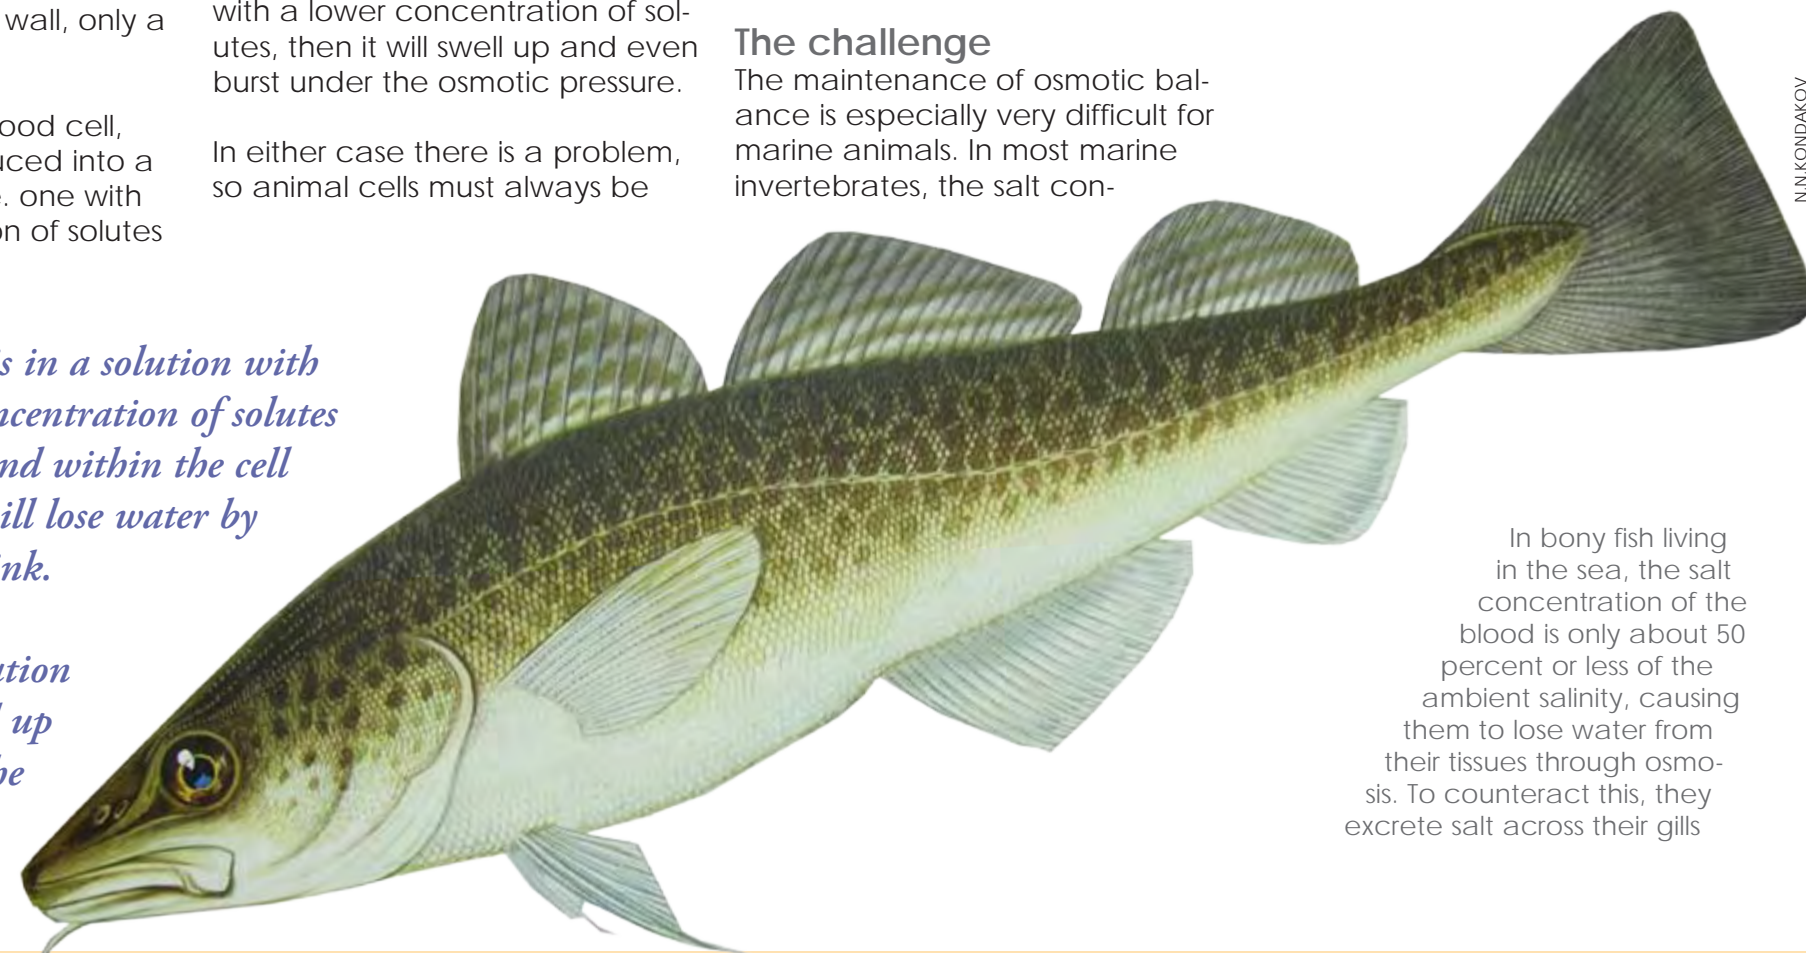 wall, only a
ood cell,
uced into a
. one with
on of solutes
with a lower concentration of sol-
utes, then it will swell up and even
burst under the osmotic pressure.
In either case there is a problem,
so animal cells must always be
The challenge
The maintenance of osmotic bal-
ance is especially very difficult for
marine animals. In most marine
invertebrates, the salt con-
N.N.KONDAKOV
s in a solution with
ncentration of solutes
nd within the cell
ill lose water by
ink.
ation
up
be
In bony fish living
in the sea, the salt
concentration of the
blood is only about 50
percent or less of the
ambient salinity, causing
them to lose water from
their tissues through osmo-
sis. To counteract this, they
excrete salt across their gills